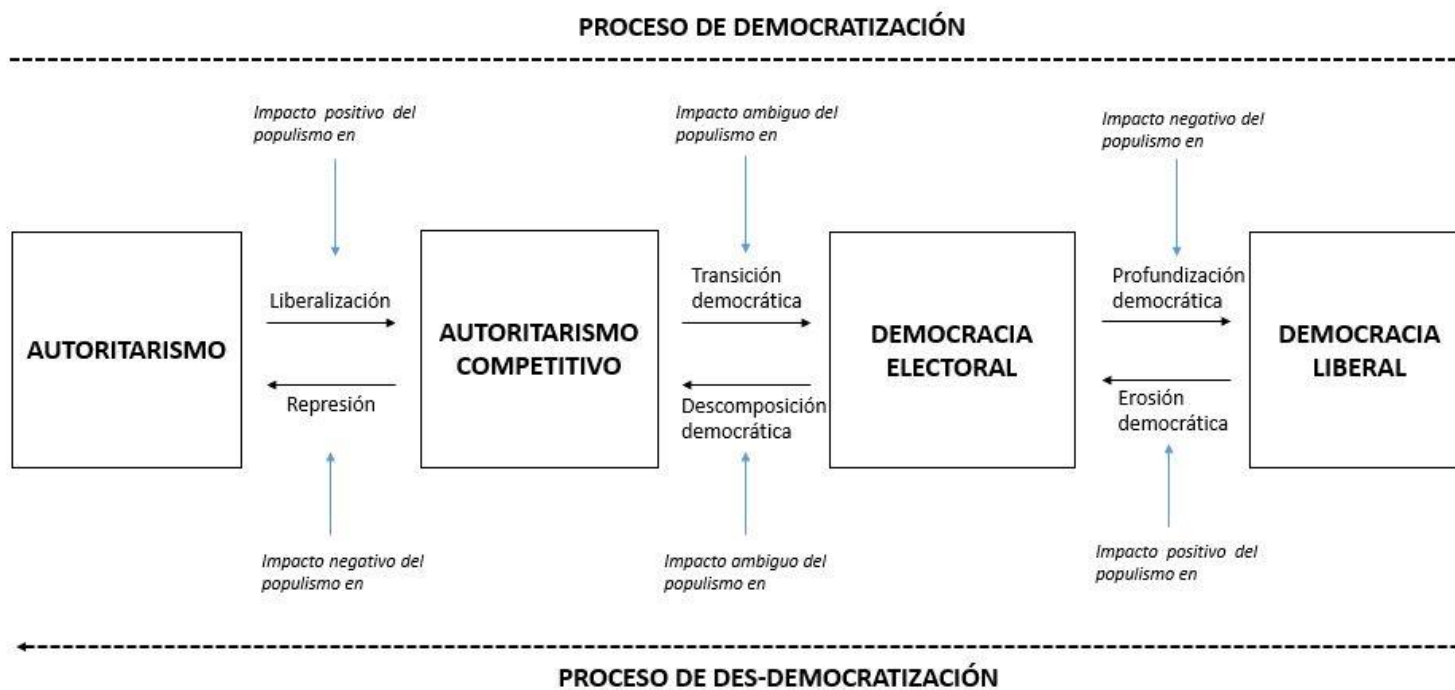 PROCESO DE DEMOCRATIZACIÓN
Impacto positivo del
populismo en
Impacto ambiguo del
populismo en
Impacto negativo del
populismo en
AUTORITARISMO
Liberalización
Represión
AUTORITARISMO
COMPETITIVO
Transición
democrática
Descomposición
democrática
DEMOCRACIA
ELECTORAL
Profundización
democrática
Erosión
democrática
DEMOCRACIA
LIBERAL
Impacto negativo del
populismo en
Impacto ambiguo del
populismo en
Impacto positivo del
populismo en
PROCESO DE DES-DEMOCRATIZACIÓN